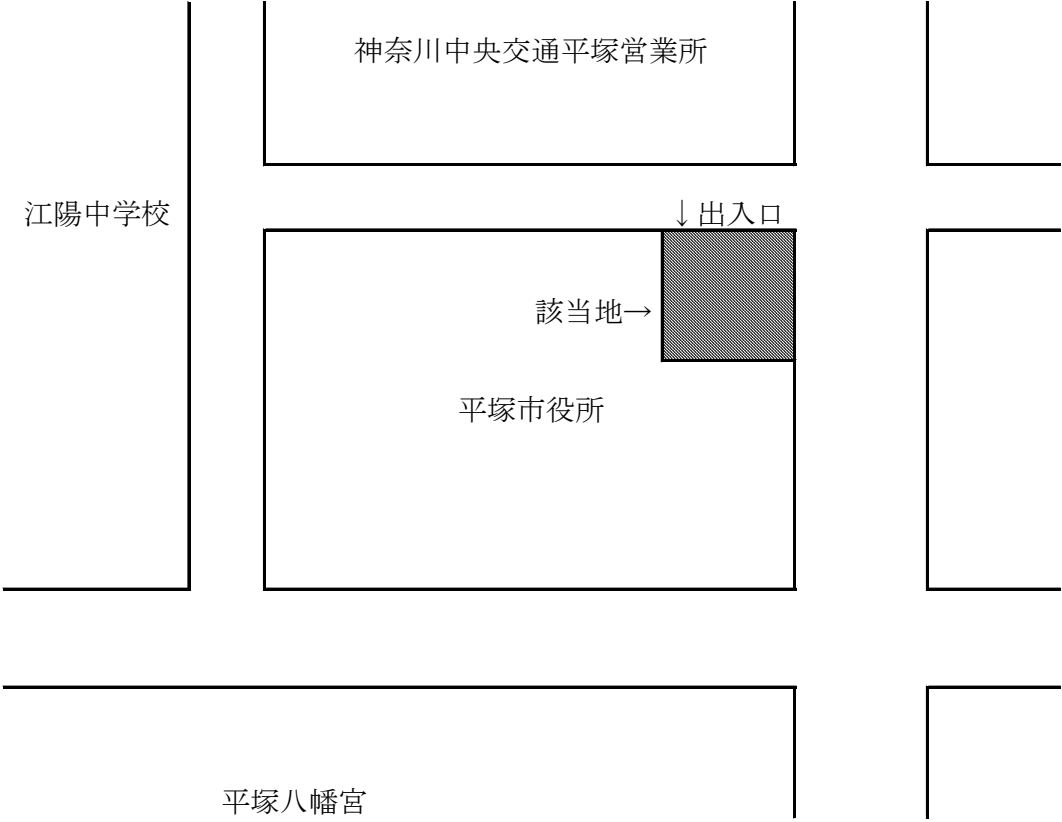 神奈川中央交通平塚営業所
江陽中学校
↓出入口
該当地→
平塚市役所
平塚八幡宮